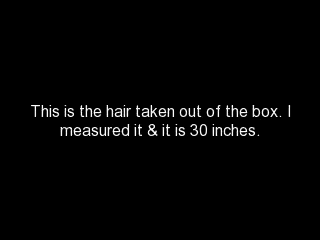 This is the hair taken out of the box. I
measured it & it is 30 inches.